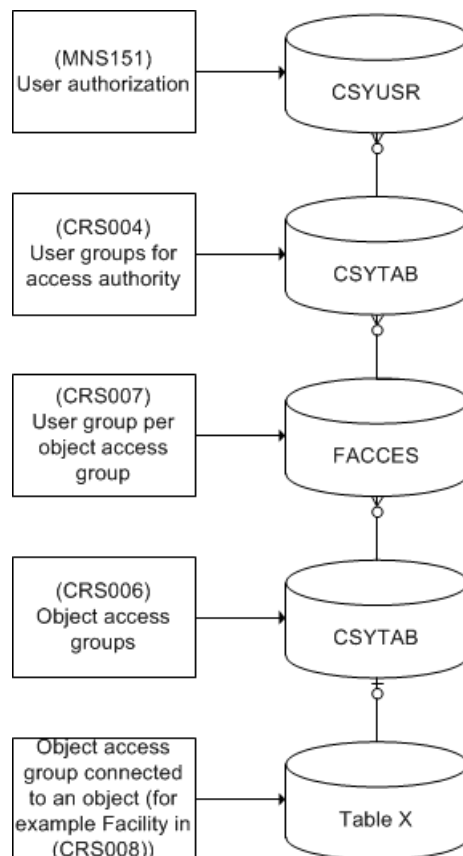 (MNS151)
User authorization
CSYUSR
(CRS004)
User groups for
access authority
CSYTAB
(CRS007)
User group per
object access
group
FACCES
(CRS006)
Object access
groups
CSYTAB
Object access
group connected
to an object (for
example Facility in
(CRS008))
Table X